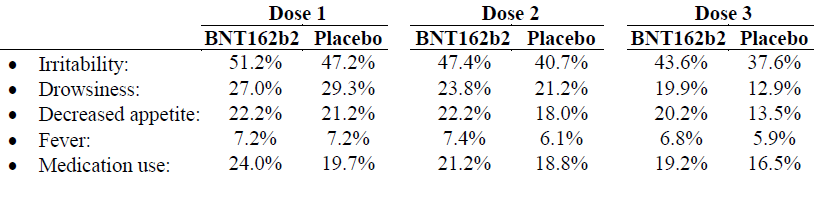 Dose 1 Dose 2 Dose 3
BNT162b2 Placebo BNT162b2 Placebo BNT162b2 Placebo
• Irritability: 51.2% 47.2% 47.4% 40.7% 43.6% 37.6%
• Drowsiness: 27.0% 29.3% 23.8% 21.2% 19.9% 12.9%
• Decreased appetite: 22.2% 21.2% 22.2% 18.0% 20.2% 13.5%
• Fever: 7.2% 7.2% 7.4% 6.1% 6.8% 5.9%
• Medication use: 24.0% 19.7% 21.2% 18.8% 19.2% 16.5%